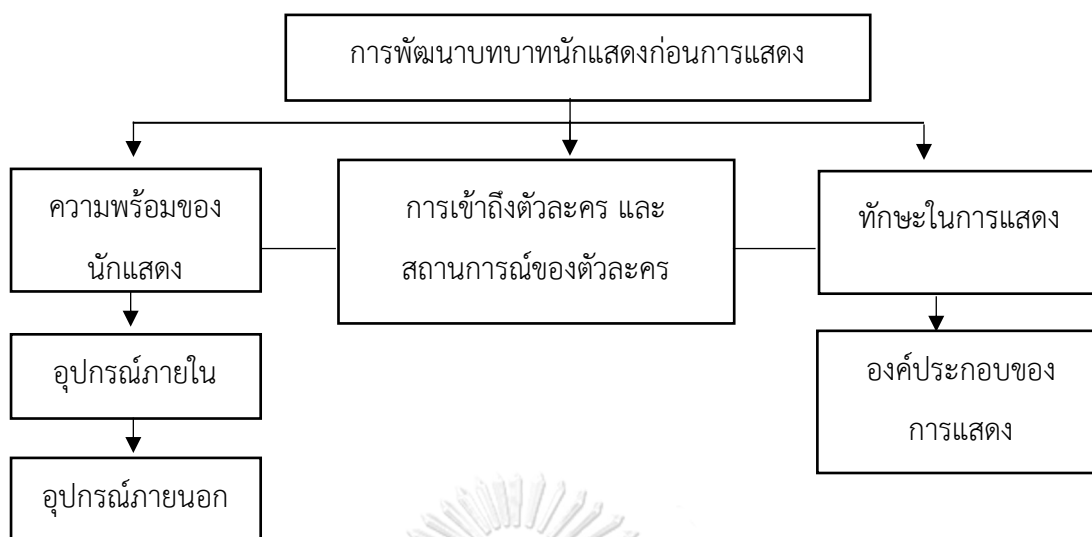 การพัฒนาบทบาทนักแสดงก่อนการแสดง
ความพร้อมของ
นักแสดง
การเข้าถึงตัวละคร และ
สถานการณ์ของตัวละคร
ทักษะในการแสดง
อุปกรณ์ภายใน
องค์ประกอบของ
การแสดง
อุปกรณ์ภายนอก